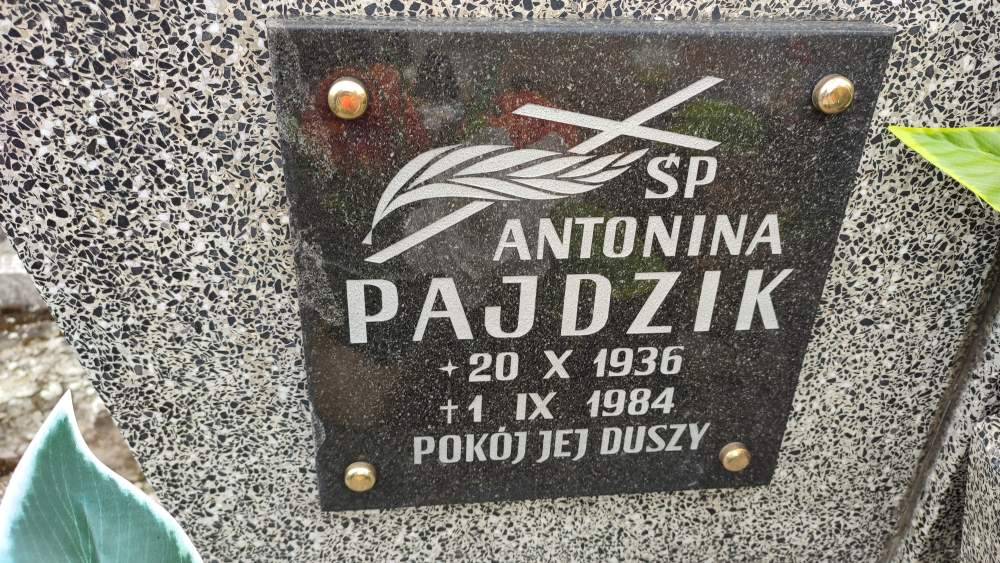 ŚP
ANTONINA
PAJDZIK
⋆ 20 X 1936
† 1 IX 1984
POKÓJ JEJ DUSZY